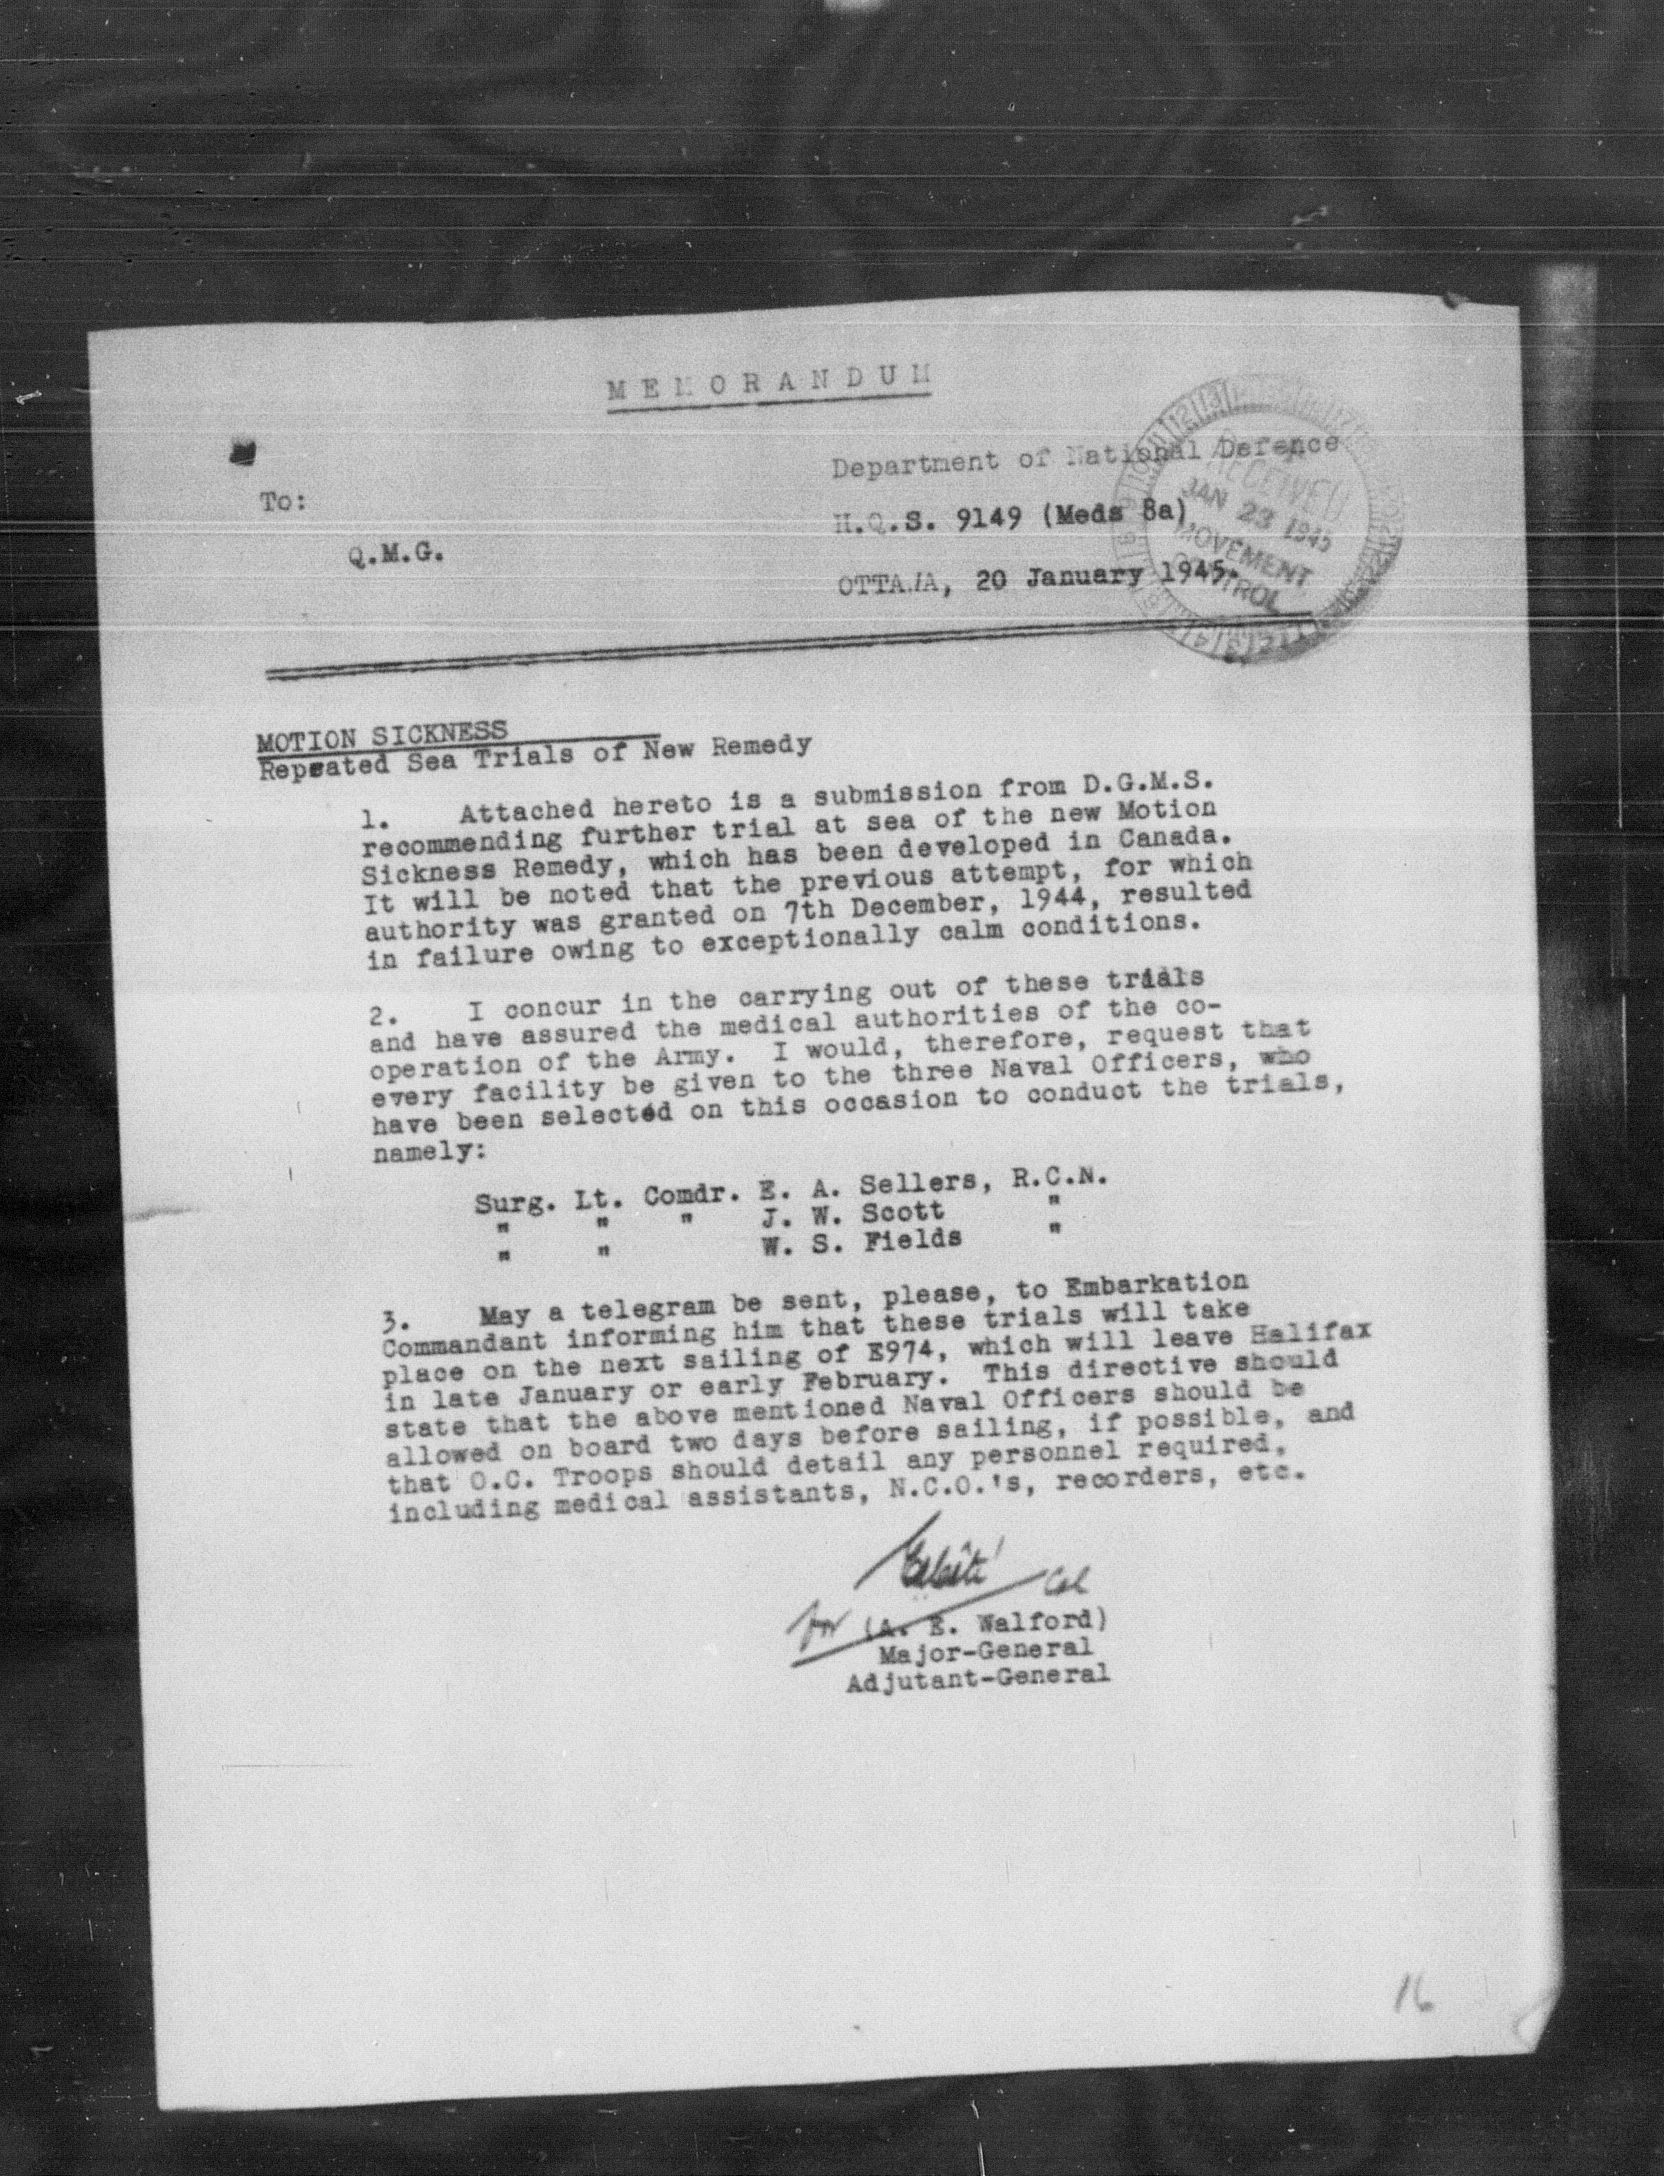 MEMORANDUM
Department of National Defence
To:
H.Q.S. 9149 (Meds 8a)
Q.M.G.
OTTAWA, 20 January 1945.
RECEIVED
JAN 23 1945
MOVEMENT
CONTROL
MOTION SICKNESS
Repeated Sea Trials of New Remedy
1. Attached hereto is a submission from D.G.M.S.
recommending further trial at sea of the new Motion
Sickness Remedy, which has been developed in Canada.
It will be noted that the previous attempt, for which
authority was granted on 7th December, 1944, resulted
in failure owing to exceptionally calm conditions.
2. I concur in the carrying out of these trials
and have assured the medical authorities of the co-
operation of the Army. I would, therefore, request that
every facility be given to the three Naval Officers, who
have been selected on this occasion to conduct the trials,
namely:
Surg. Lt. Comdr. E. A. Sellers, R.C.N.
" " " J. W. Scott "
" " W. S. Fields "
3. May a telegram be sent, please, to Embarkation
Commandant informing him that these trials will take
place on the next sailing of E974, which will leave Halifax
in late January or early February. This directive should
state that the above mentioned Naval Officers should be
allowed on board two days before sailing, if possible, and
that O.C. Troops should detail any personnel required,
including medical assistants, N.C.O.'s, recorders, etc.
Col
for (A. E. Walford)
Major-General
Adjutant-General
16